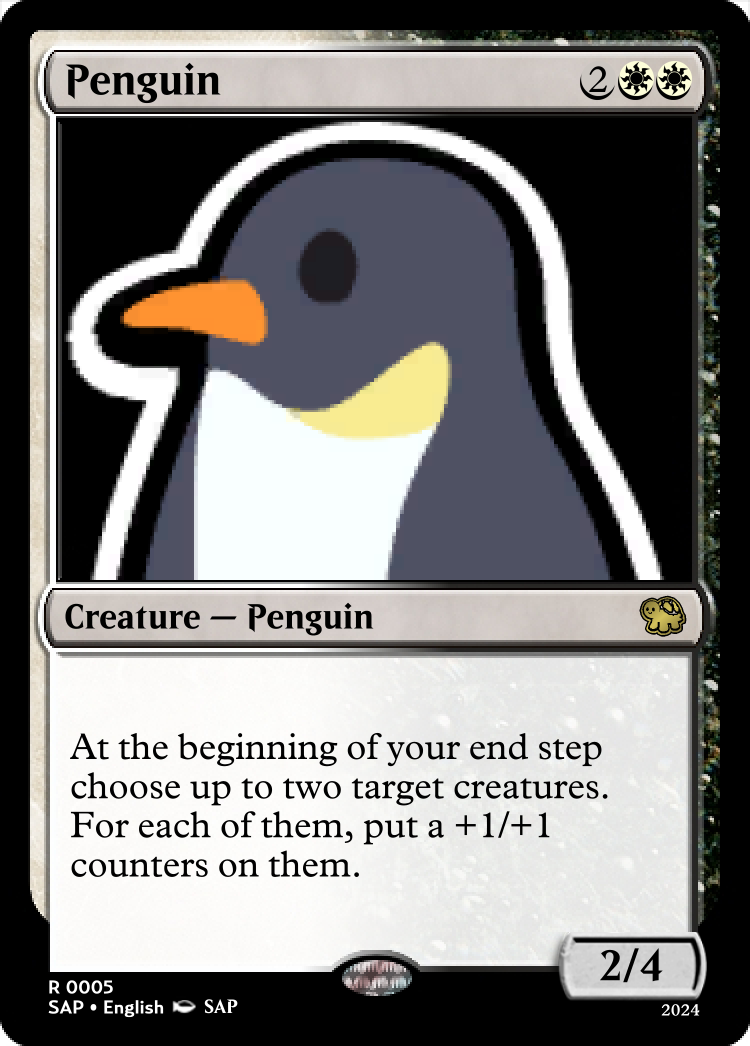 Penguin 2
Creature — Penguin
At the beginning of your end step
choose up to two target creatures.
For each of them, put a +1/+1
counters on them.
2/4
R 0005
SAP • English SAP
2024